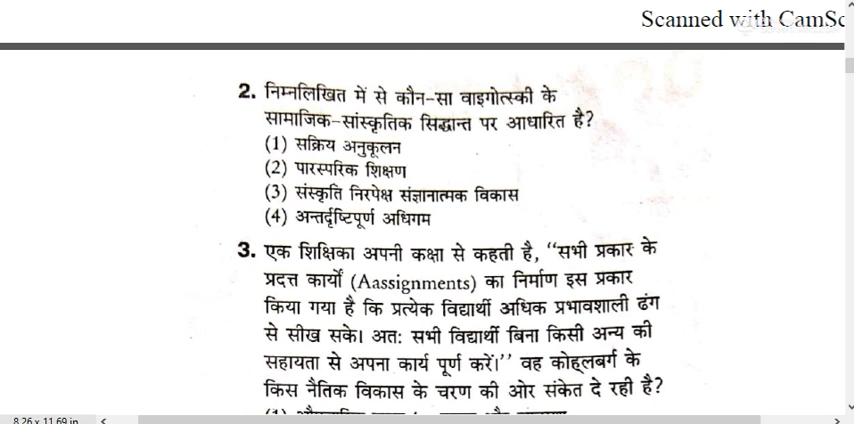 Scanned with CamSc
2. निम्नलिखित में से कौन-सा वाइगोत्स्की के
सामाजिक-सांस्कृतिक सिद्धान्त पर आधारित है?
(1) सक्रिय अनुकूलन
(2) पारस्परिक शिक्षण
(3) संस्कृति निरपेक्ष संज्ञानात्मक विकास
(4) अन्तर्दृष्टिपूर्ण अधिगम
3. एक शिक्षिका अपनी कक्षा से कहती है, “सभी प्रकार के
प्रदत्त कार्यों (Aassignments) का निर्माण इस प्रकार
किया गया है कि प्रत्येक विद्यार्थी अधिक प्रभावशाली ढंग
से सीख सके। अतः सभी विद्यार्थी बिना किसी अन्य की
सहायता से अपना कार्य पूर्ण करें।’’ वह कोह्लबर्ग के
किस नैतिक विकास के चरण की ओर संकेत दे रही है?
8.26 x 11.69 in